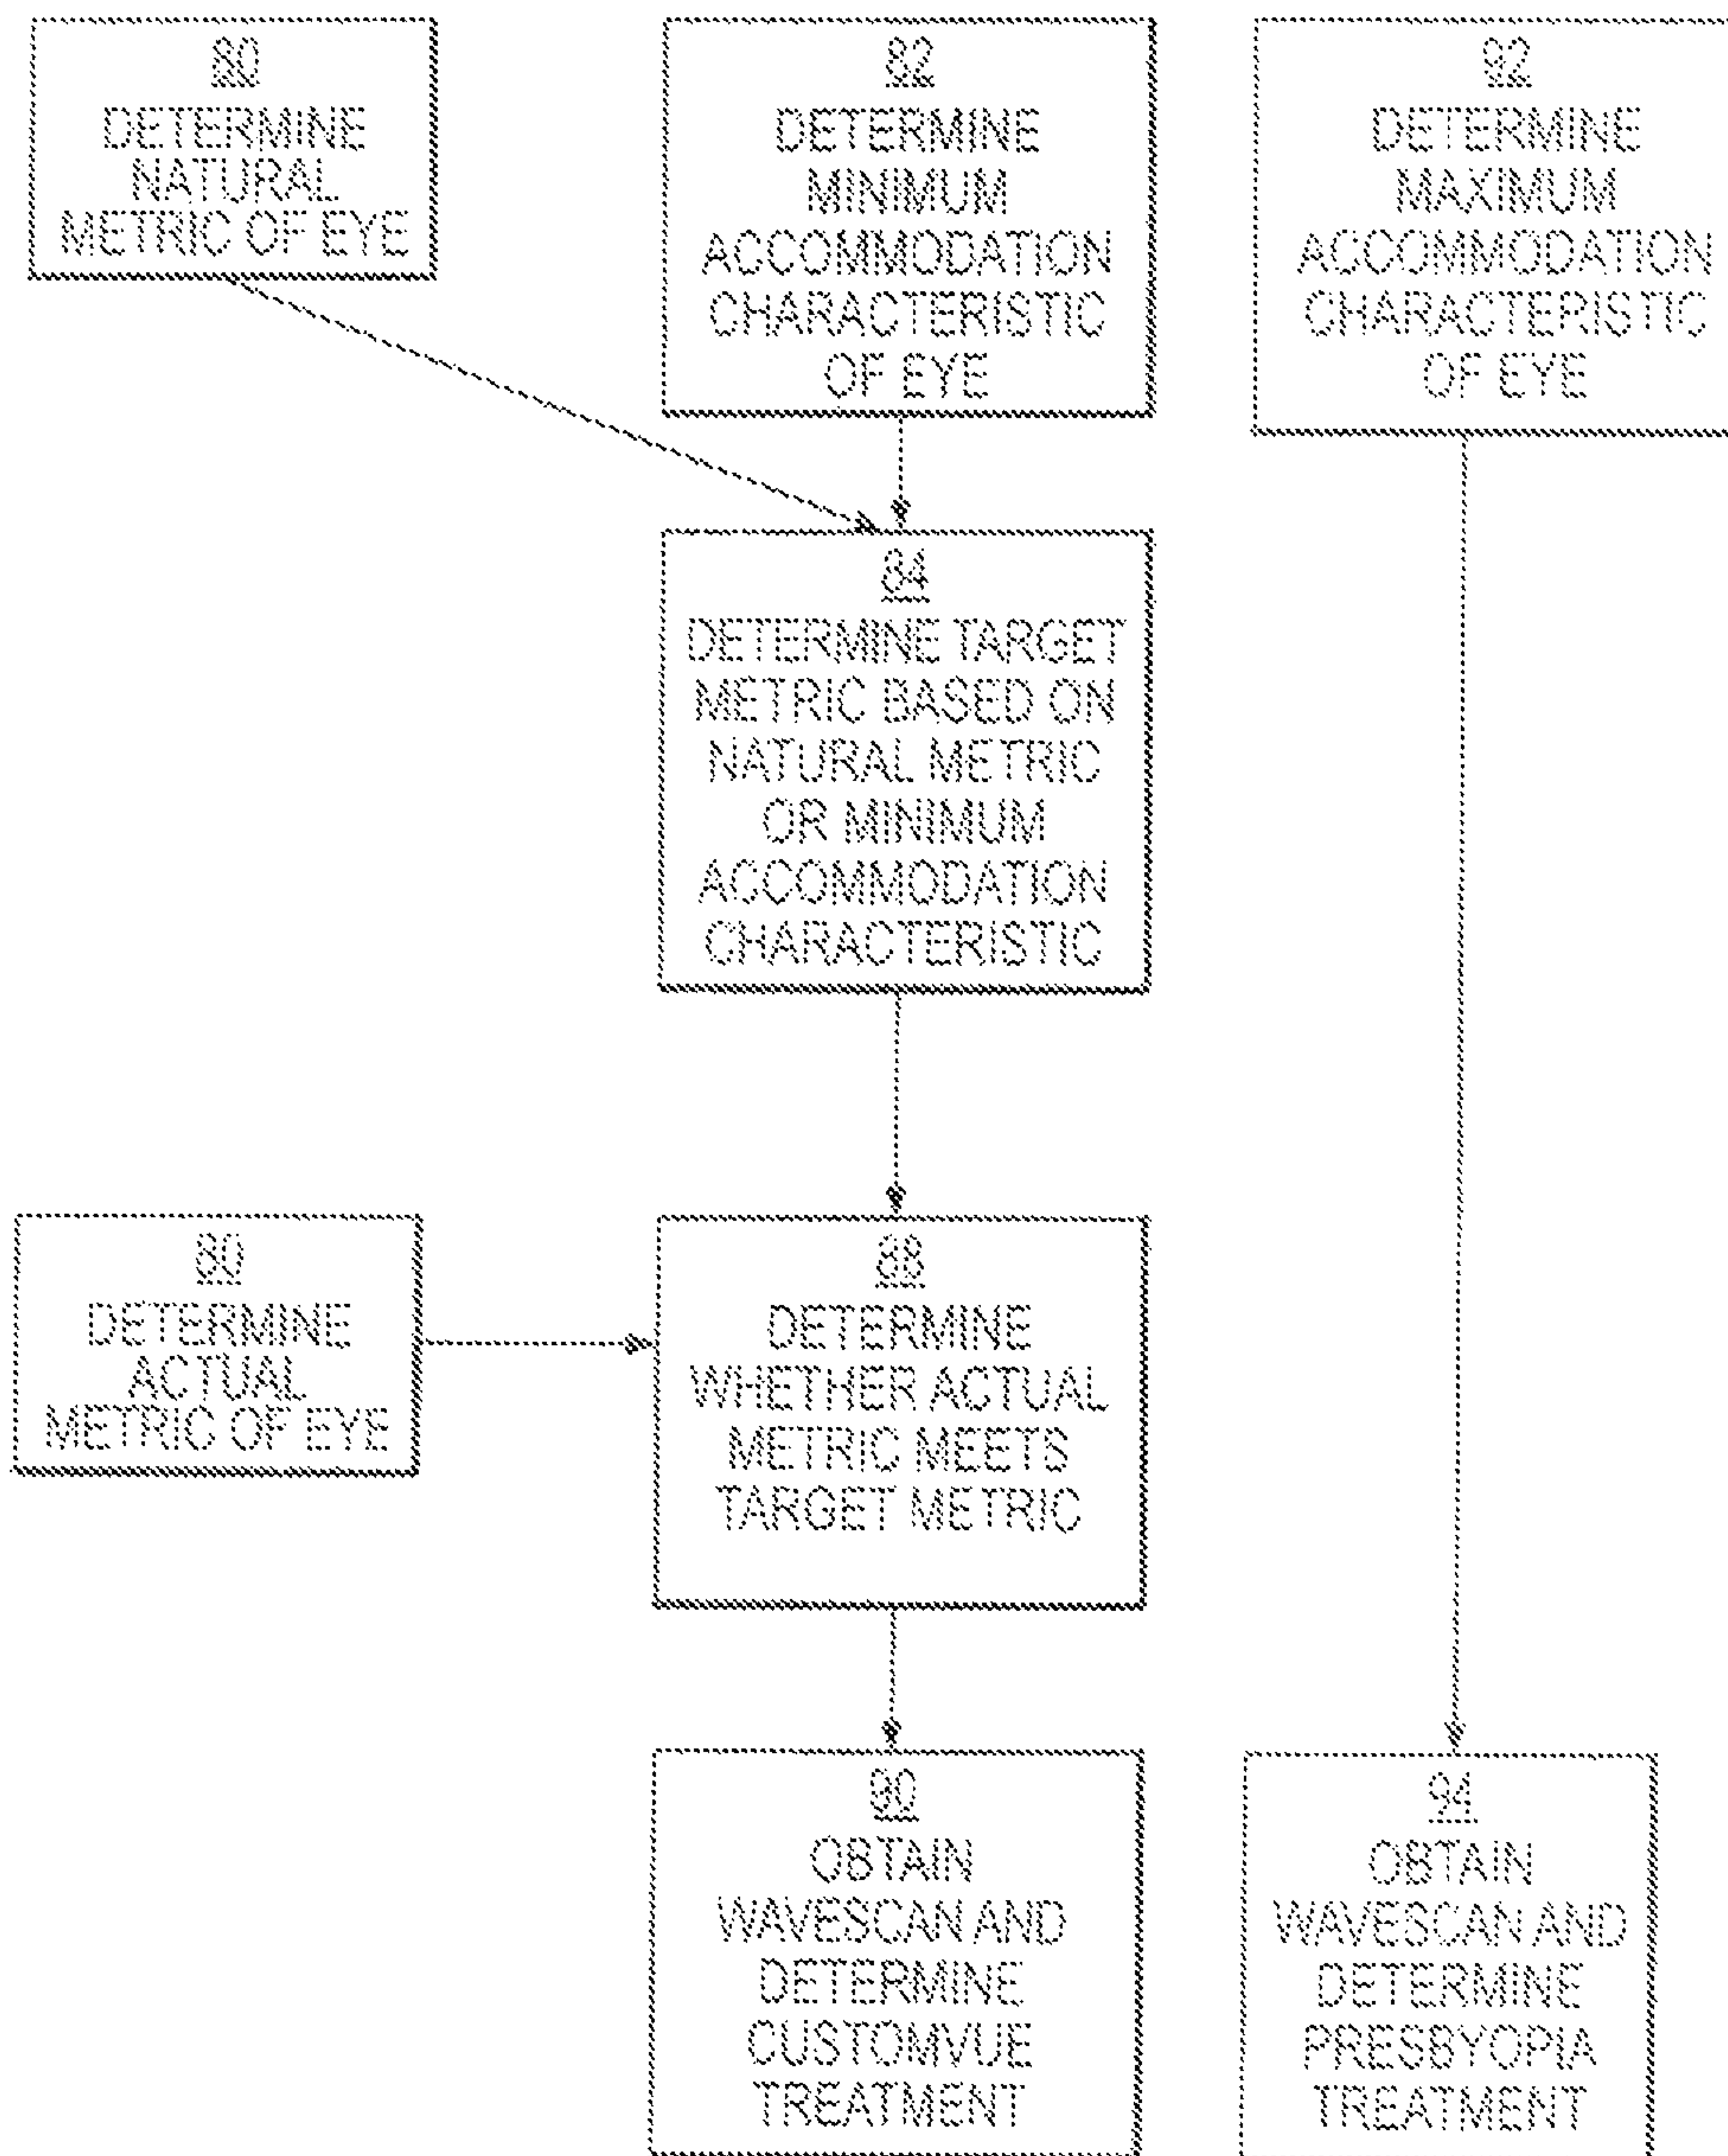 80
DETERMINE
NATURAL
METRIC OF EYE
82
DETERMINE
MINIMUM
ACCOMMODATION
CHARACTERISTIC
OF EYE
92
DETERMINE
MAXIMUM
ACCOMMODATION
CHARACTERISTIC
OF EYE
84
DETERMINE TARGET
METRIC BASED ON
NATURAL METRIC
OR MINIMUM
ACCOMMODATION
CHARACTERISTIC
80
DETERMINE
ACTUAL
METRIC OF EYE
88
DETERMINE
WHETHER ACTUAL
METRIC MEETS
TARGET METRIC
90
OBTAIN
WAVESCAN AND
DETERMINE
CUSTOMVUE
TREATMENT
94
OBTAIN
WAVESCAN AND
DETERMINE
PRESBYOPIA
TREATMENT